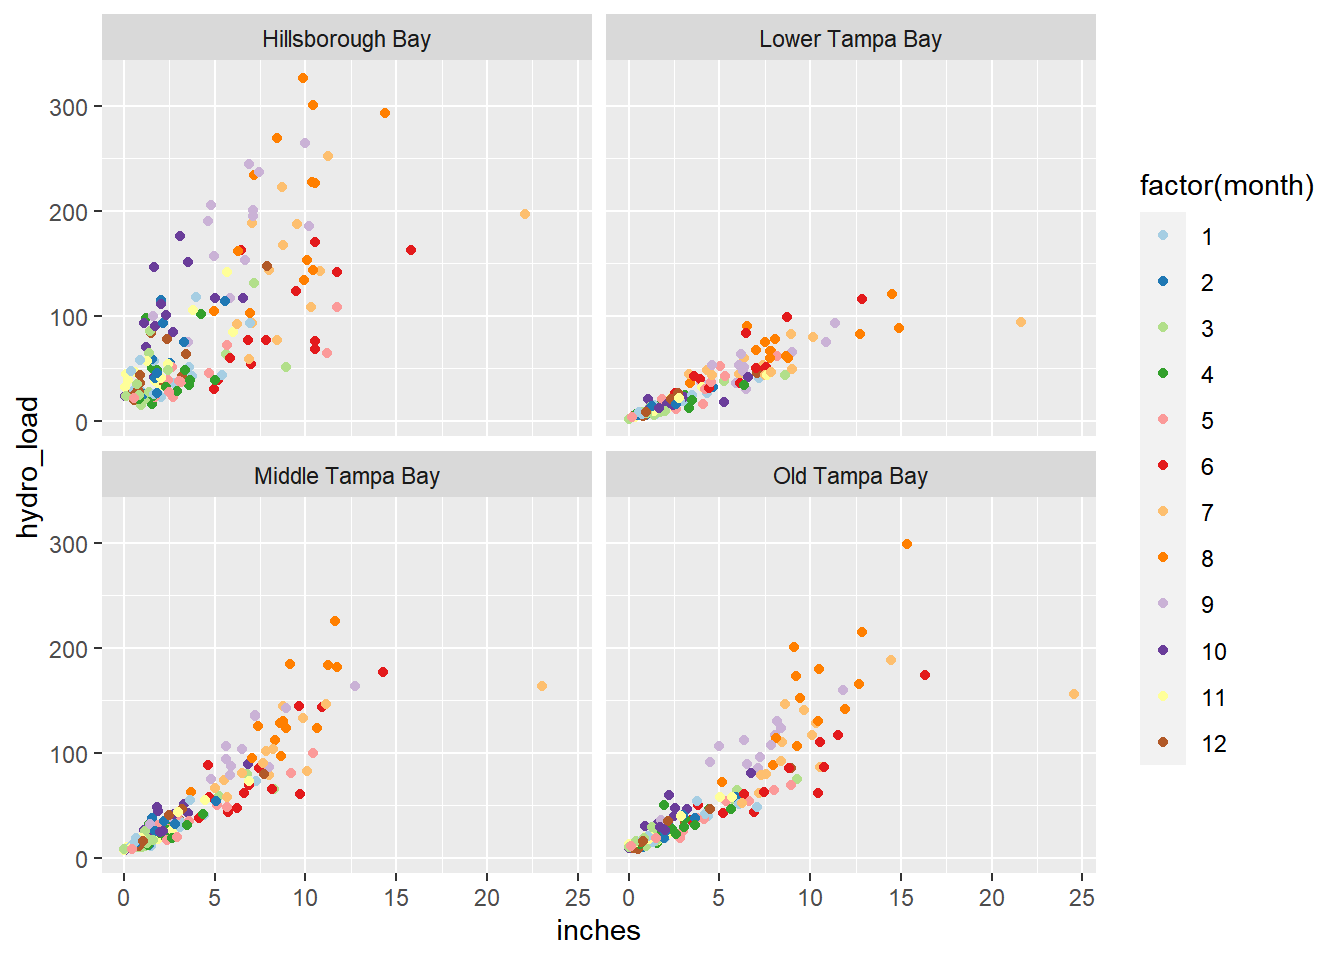 Hillsborough Bay
Lower Tampa Bay
300
200
100
0
Middle Tampa Bay
Old Tampa Bay
300
200
100
0
0 5 10 15 20 25
0 5 10 15 20 25
inches
hydro_load
factor(month)
1
2
3
4
5
6
7
8
9
10
11
12